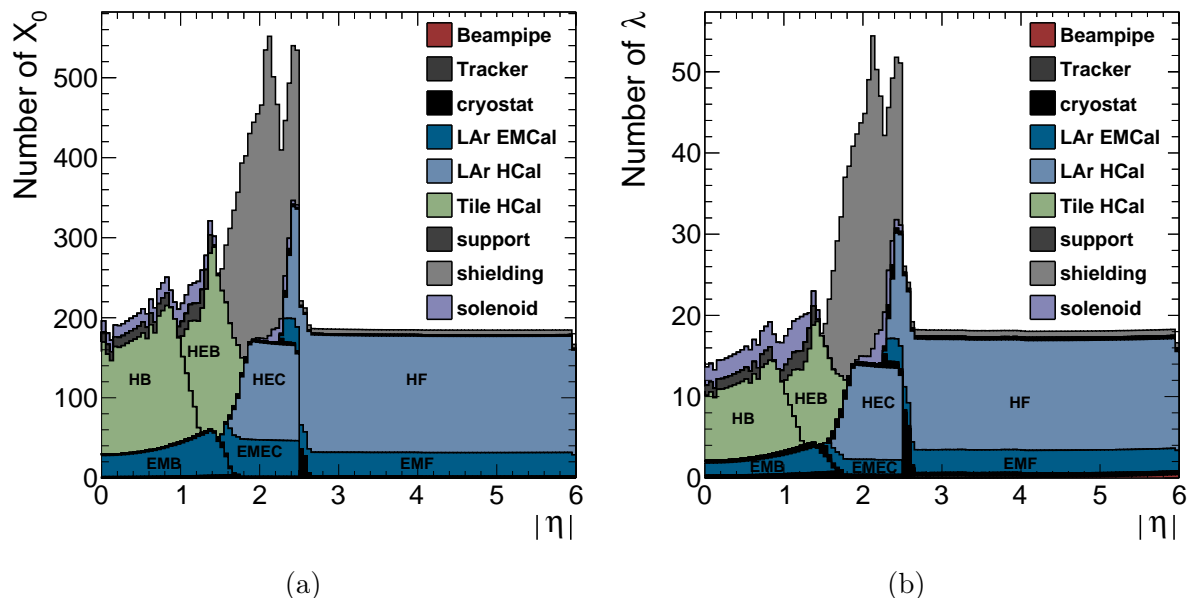 Number of X0
500
400
300
200
100
0
0 1 2 3 4 5 6
|η|
Beampipe
Tracker
cryostat
LAr EMCal
LAr HCal
Tile HCal
support
shielding
solenoid
HB
HEB
HEC
HF
EMB
EMEC
EMF
(a)
Number of λ
50
40
30
20
10
0
0 1 2 3 4 5 6
|η|
Beampipe
Tracker
cryostat
LAr EMCal
LAr HCal
Tile HCal
support
shielding
solenoid
HB
HEB
HEC
HF
EMB
EMEC
EMF
(b)